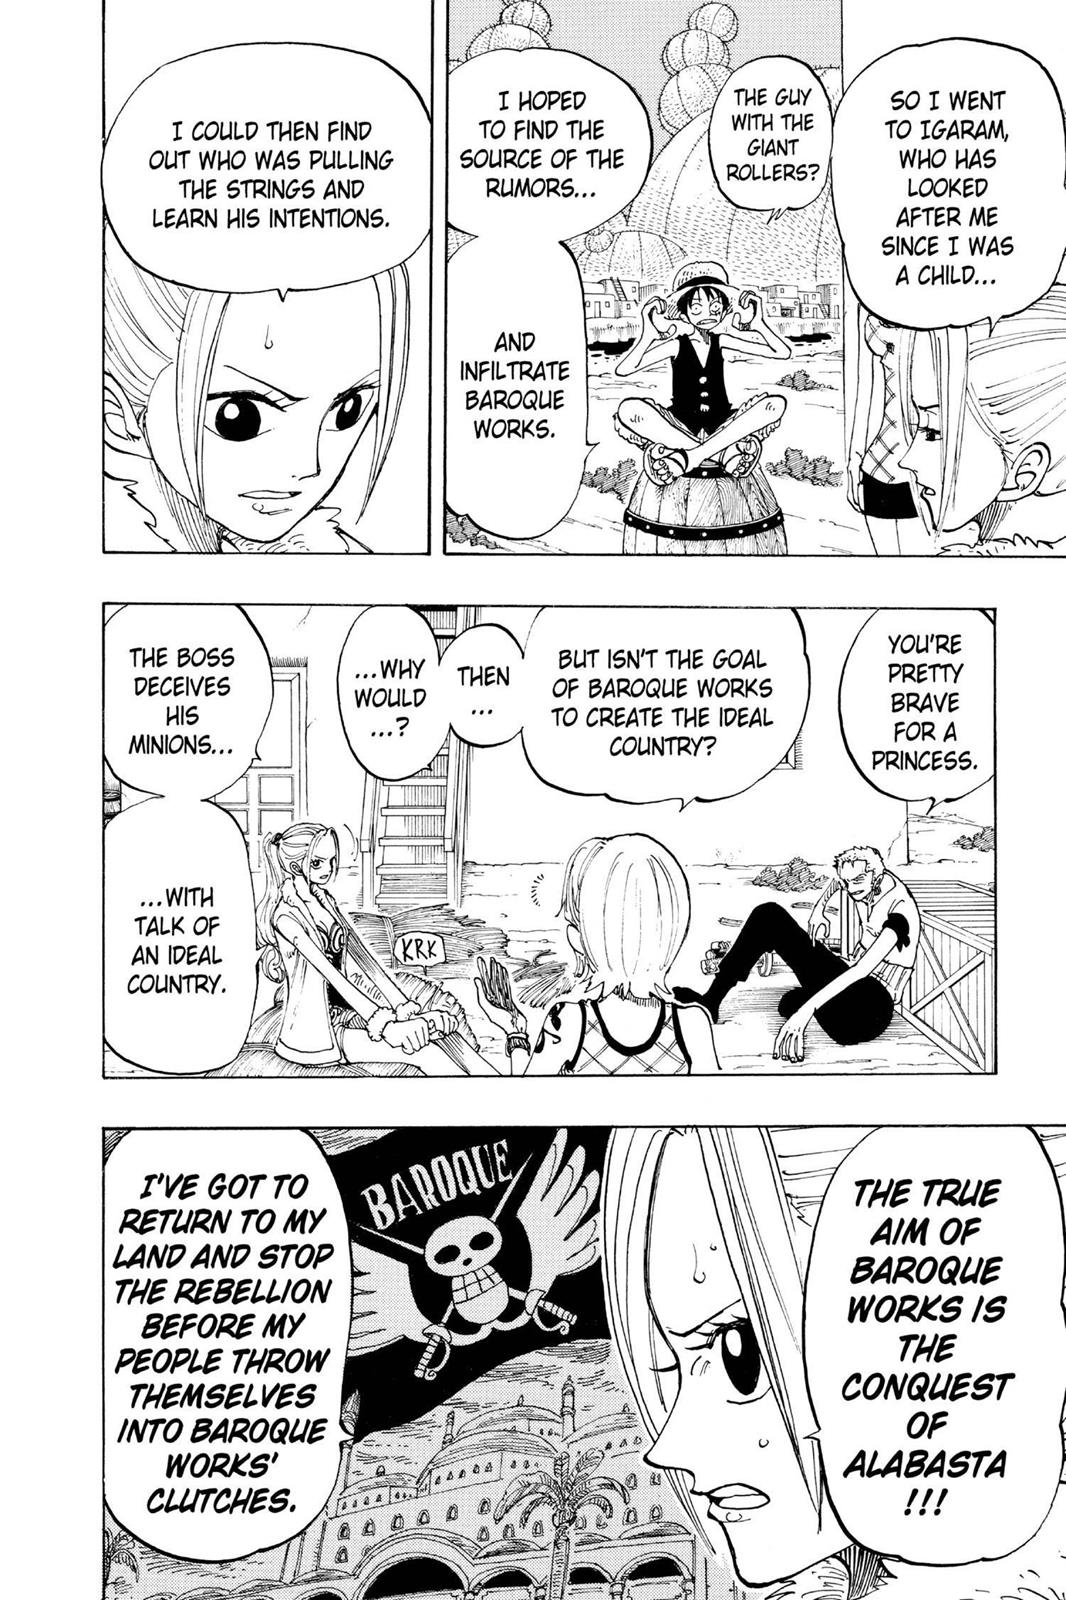 SO I WENT
TO IGARAM,
WHO HAS
LOOKED
AFTER ME
SINCE I WAS
A CHILD...
THE GUY
WITH THE
GIANT
ROLLERS?
I HOPED
TO FIND THE
SOURCE OF THE
RUMORS...
AND
INFILTRATE
BAROQUE
WORKS.
I COULD THEN FIND
OUT WHO WAS PULLING
THE STRINGS AND
LEARN HIS INTENTIONS.
YOU'RE
PRETTY
BRAVE
FOR A
PRINCESS.
BUT ISN'T THE GOAL
OF BAROQUE WORKS
TO CREATE THE IDEAL
COUNTRY?
THEN
...
...WHY
WOULD
...?
KRK
THE BOSS
DECEIVES
HIS
MINIONS...
...WITH
TALK OF
AN IDEAL
COUNTRY.
THE TRUE
AIM OF
BAROQUE
WORKS IS
THE
CONQUEST
OF
ALABASTA
!!!
BAROQUE
I'VE GOT TO
RETURN TO MY
LAND AND STOP
THE REBELLION
BEFORE MY
PEOPLE THROW
THEMSELVES
INTO BAROQUE
WORKS'
CLUTCHES.